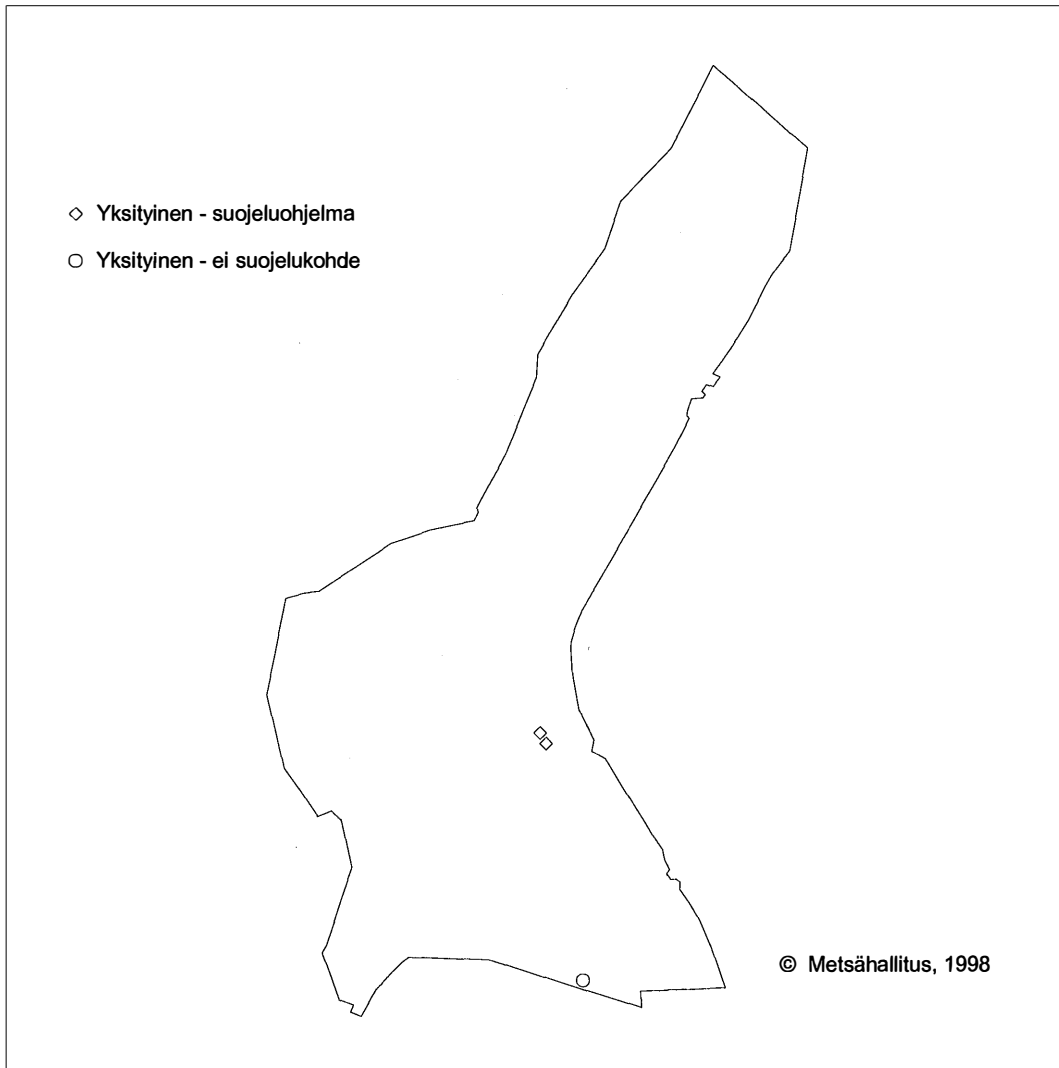 Yksityinen - suojeluohjelma
Yksityinen - ei suojelukohde
© Metsähallitus, 1998